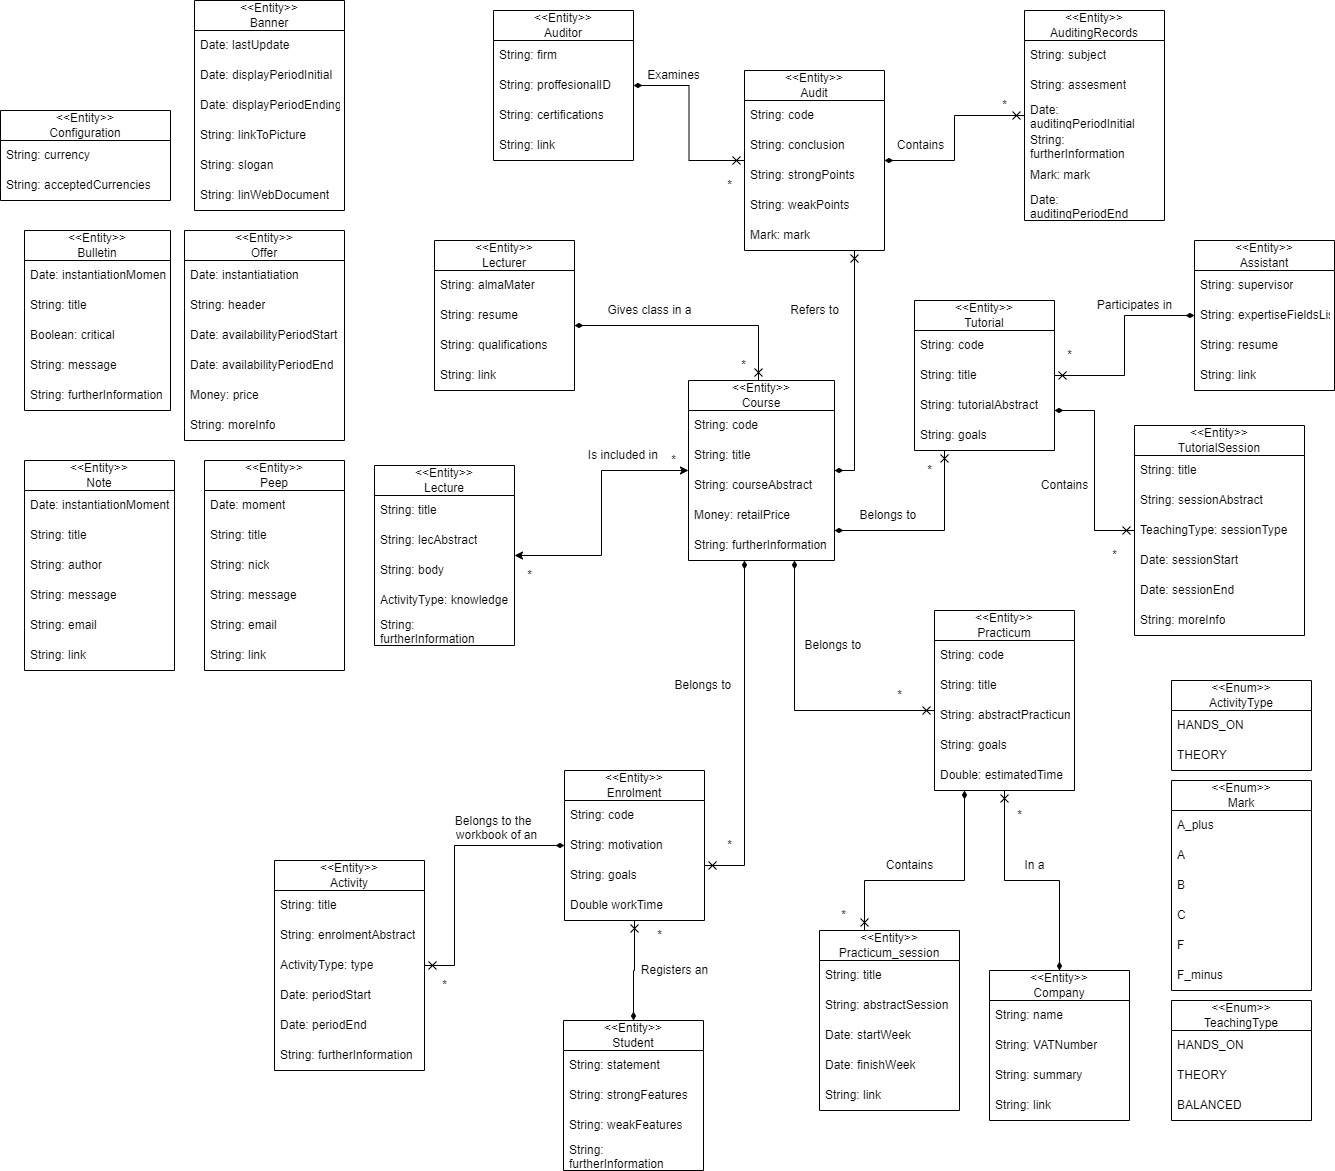 <<Entity>>
Banner
Date: lastUpdate
Date: displayPeriodInitial
Date: displayPeriodEnding
String: linkToPicture
String: slogan
String: linWebDocument
<<Entity>>
Configuration
String: currency
String: acceptedCurrencies
<<Entity>>
Auditor
String: firm
String: proffesionalID
String: certifications
String: link
Examines
*
<<Entity>>
Audit
String: code
String: conclusion
String: strongPoints
String: weakPoints
Mark: mark
Contains
*
<<Entity>>
AuditingRecords
String: subject
String: assesment
Date:
auditingPeriodInitial
String:
furtherInformation
Mark: mark
Date:
auditingPeriodEnd
<<Entity>>
Bulletin
Date: instantiationMomen
String: title
Boolean: critical
String: message
String: furtherInformation
<<Entity>>
Offer
Date: instantiatiation
String: header
Date: availabilityPeriodStart
Date: availabilityPeriodEnd
Money: price
String: moreInfo
<<Entity>>
Lecturer
String: almaMater
String: resume
String: qualifications
String: link
Gives class in a
*
Refers to
<<Entity>>
Tutorial
String: code
String: title
String: tutorialAbstract
String: goals
Participates in
*
<<Entity>>
Assistant
String: supervisor
String: expertiseFieldsLis
String: resume
String: link
<<Entity>>
Course
String: code
String: title
String: courseAbstract
Money: retailPrice
String: furtherInformation
Is included in
*
*
<<Entity>>
Lecture
String: title
String: lecAbstract
String: body
ActivityType: knowledge
String:
furtherInformation
Belongs to
*
Contains
*
<<Entity>>
TutorialSession
String: title
String: sessionAbstract
TeachingType: sessionType
Date: sessionStart
Date: sessionEnd
String: moreInfo
<<Entity>>
Note
Date: instantiationMoment
String: title
String: author
String: message
String: email
String: link
<<Entity>>
Peep
Date: moment
String: title
String: nick
String: message
String: email
String: link
Belongs to
*
Belongs to
*
<<Entity>>
Practicum
String: code
String: title
String: abstractPracticun
String: goals
Double: estimatedTime
<<Enum>>
ActivityType
HANDS_ON
THEORY
<<Enum>>
Mark
A_plus
A
B
C
F
F_minus
<<Enum>>
TeachingType
HANDS_ON
THEORY
BALANCED
<<Entity>>
Enrolment
String: code
String: motivation
String: goals
Double workTime
Belongs to the
workbook of an
*
<<Entity>>
Activity
String: title
String: enrolmentAbstract
ActivityType: type
Date: periodStart
Date: periodEnd
String: furtherInformation
*
Registers an
<<Entity>>
Student
String: statement
String: strongFeatures
String: weakFeatures
String:
furtherInformation
Contains
*
In a
*
<<Entity>>
Practicum_session
String: title
String: abstractSession
Date: startWeek
Date: finishWeek
String: link
<<Entity>>
Company
String: name
String: VATNumber
String: summary
String: link